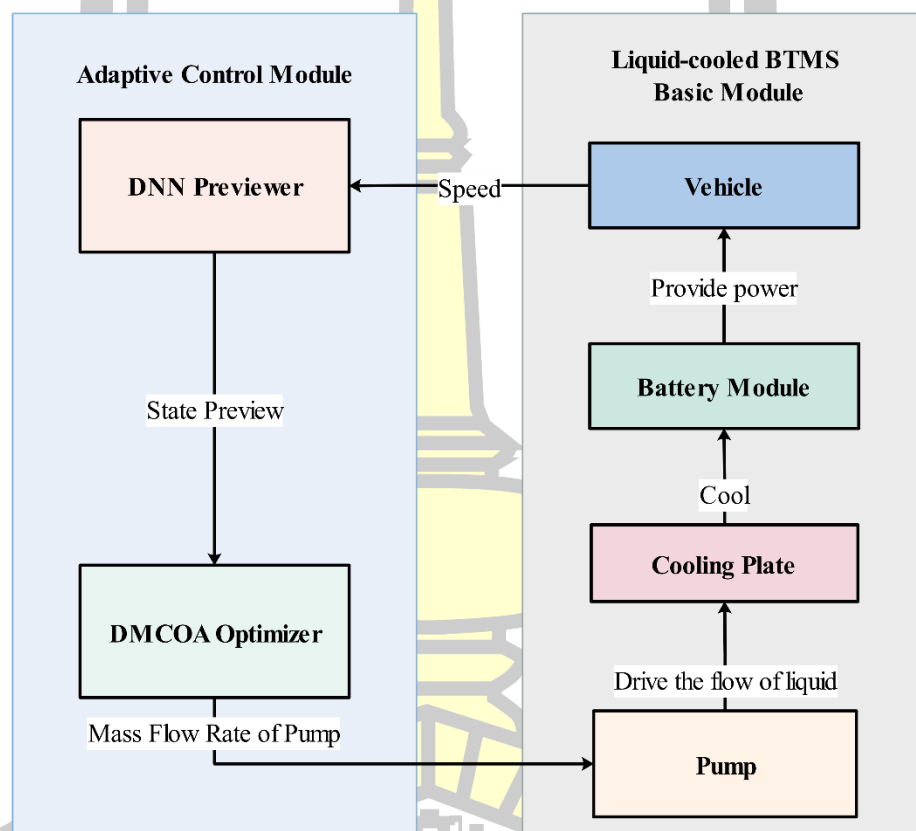 Adaptive Control Module
DNN Previewer
State Preview
DMCOA Optimizer
Mass Flow Rate of Pump
Speed
Liquid-cooled BTMS
Basic Module
Vehicle
Provide power
Battery Module
Cool
Cooling Plate
Drive the flow of liquid
Pump